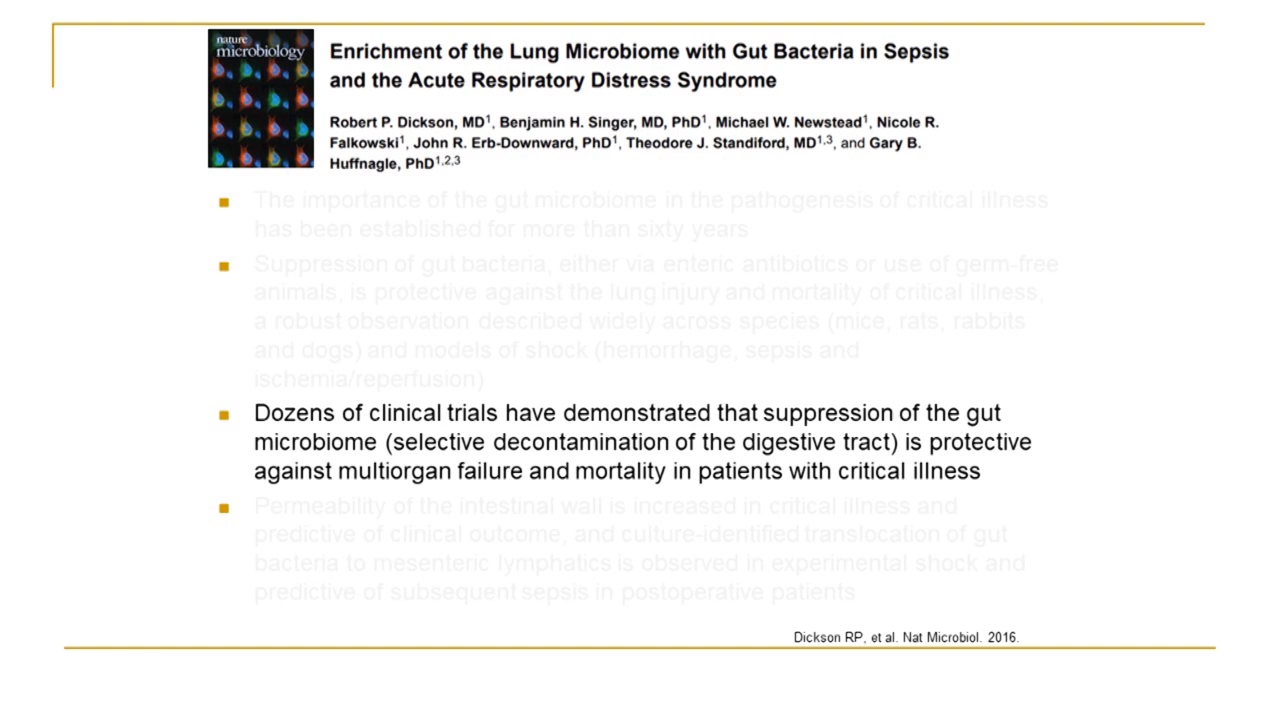 nature
microbiology
Enrichment of the Lung Microbiome with Gut Bacteria in Sepsis
and the Acute Respiratory Distress Syndrome
Robert P. Dickson, MD1, Benjamin H. Singer, MD, PhD1, Michael W. Newstead1, Nicole R.
Falkowski1, John R. Erb-Downward, PhD1, Theodore J. Standiford, MD1,3, and Gary B.
Huffnagle, PhD1,2,3
The importance of the gut microbiome in the pathogenesis of critical illness
has been established for more than sixty years
Suppression of gut bacteria, either via enteric antibiotics or use of germ-free
animals, is protective against the lung injury and mortality of critical illness,
a robust observation described widely across species (mice, rats, rabbits
and dogs) and models of shock (hemorrhage, sepsis and
ischemia/reperfusion)
Dozens of clinical trials have demonstrated that suppression of the gut
microbiome (selective decontamination of the digestive tract) is protective
against multiorgan failure and mortality in patients with critical illness
Permeability of the intestinal wall is increased in critical illness and
predictive of clinical outcome, and culture-identified translocation of gut
bacteria to mesenteric lymphatics is observed in experimental shock and
predictive of subsequent sepsis in postoperative patients
Dickson RP, et al. Nat Microbiol. 2016.